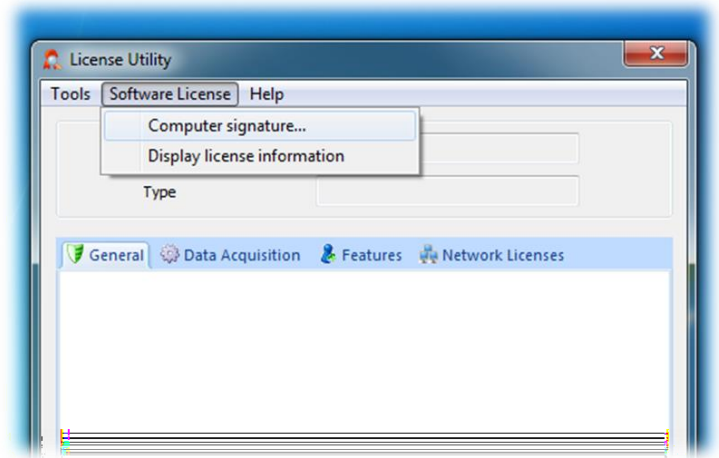 License Utility
Tools Software License Help
Computer signature...
Display license information
Type
General Data Acquisition Features Network Licenses